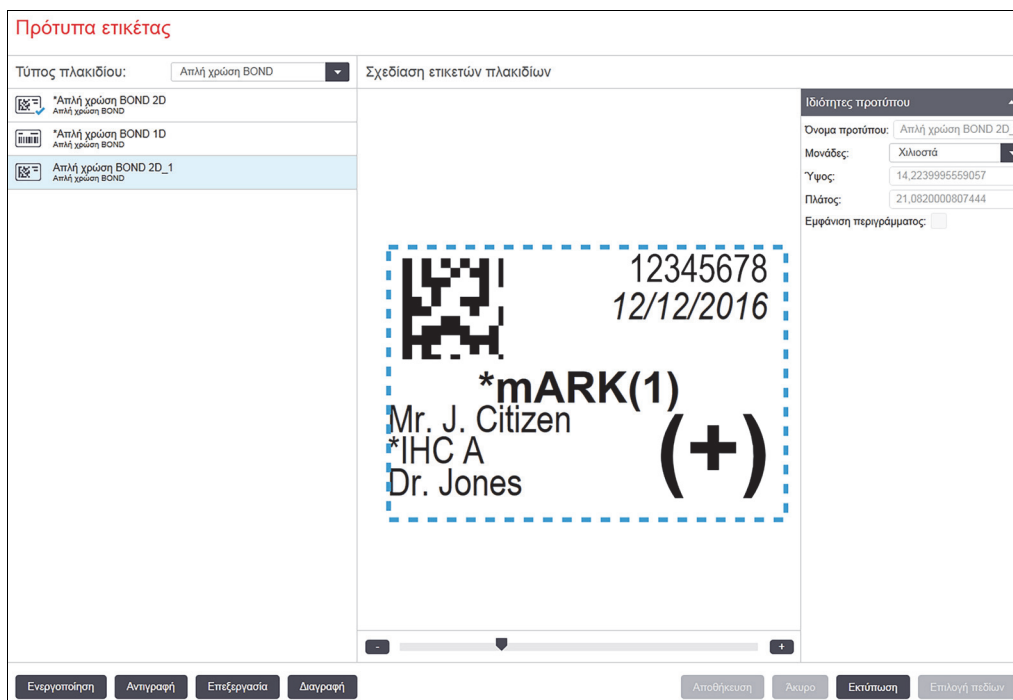 Πρότυπα ετικέτας
Τύπος πλακιδίου: Απλή χρώση BOND
Σχεδίαση ετικετών πλακιδίων
*Απλή χρώση BOND 2D
Απλή χρώση BOND
*Απλή χρώση BOND 1D
Απλή χρώση BOND
Απλή χρώση BOND 2D_1
Απλή χρώση BOND
12345678
12/12/2016
*mARK(1)
Mr. J. Citizen
*IHC A
Dr. Jones
(+)
Ιδιότητες προτύπου
Όνομα προτύπου: Απλή χρώση BOND 2D_
Μονάδες: Χιλιοστά
Ύψος: 14,2239995559057
Πλάτος: 21,0820000807444
Εμφάνιση περιγράμματος:
- +
Ενεργοποίηση Αντιγραφή Επεξεργασία Διαγραφή Αποθήκευση Άκυρο Εκτύπωση Επιλογή πεδίων